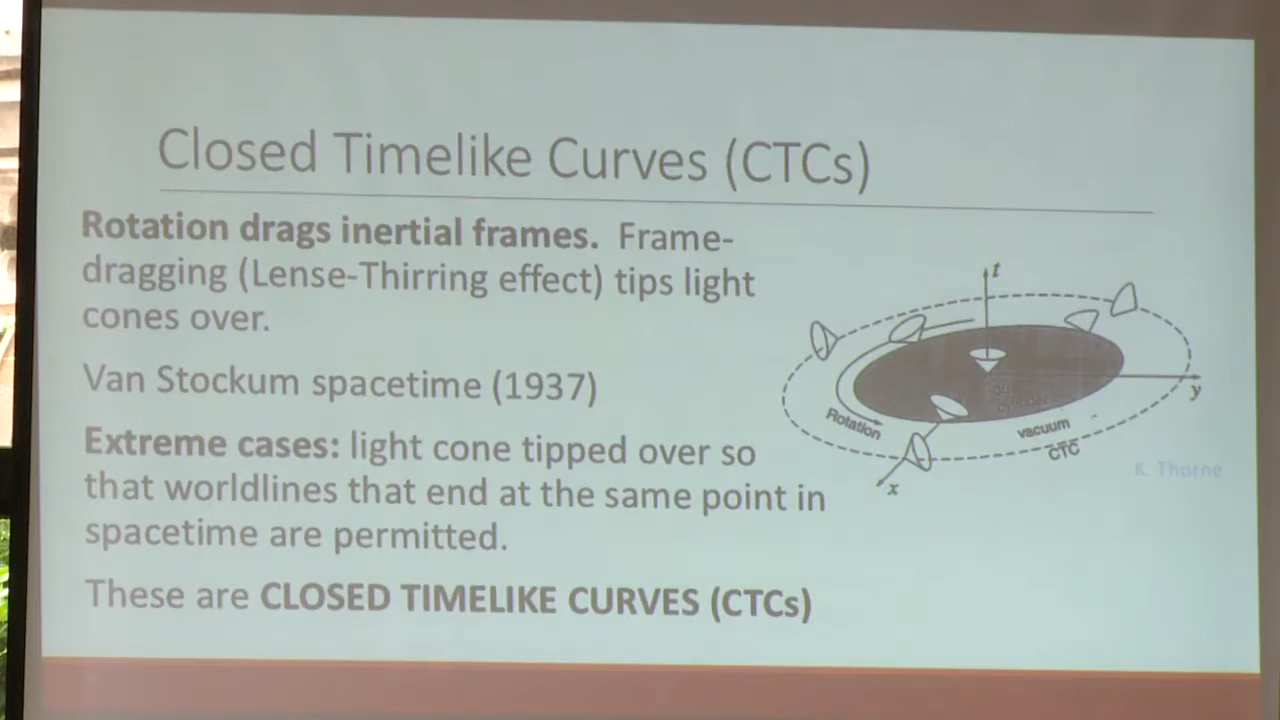 Closed Timelike Curves (CTCs)
Rotation drags inertial frames. Frame-
dragging (Lense-Thirring effect) tips light
cones over.
Van Stockum spacetime (1937)
Extreme cases: light cone tipped over so
that worldlines that end at the same point in
spacetime are permitted.
These are CLOSED TIMELIKE CURVES (CTCs)
t
y
Rotation
vacuum
CTC
x
K. Thorne